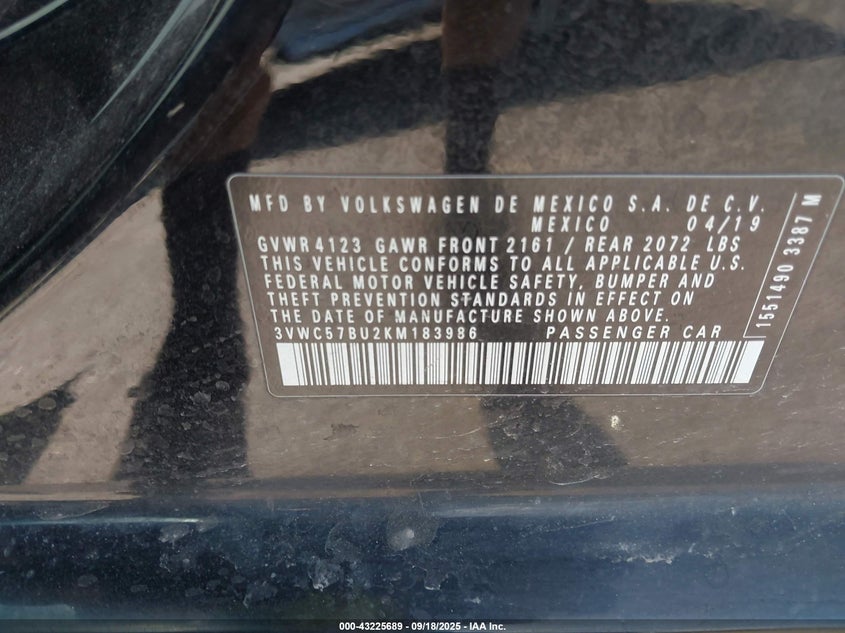 MFD BY VOLKSWAGEN DE MEXICO S.A. DE C.V.
MEXICO 04/19
GVWR 4123 GAWR FRONT 2161 / REAR 2072 LBS
THIS VEHICLE CONFORMS TO ALL APPLICABLE U.S.
FEDERAL MOTOR VEHICLE SAFETY, BUMPER AND
THEFT PREVENTION STANDARDS IN EFFECT ON
THE DATE OF MANUFACTURE SHOWN ABOVE.
3VWC57BU2KM183986 PASSENGER CAR
1551490 3387 M
000-43225689 - 09/18/2025 - IAA Inc.